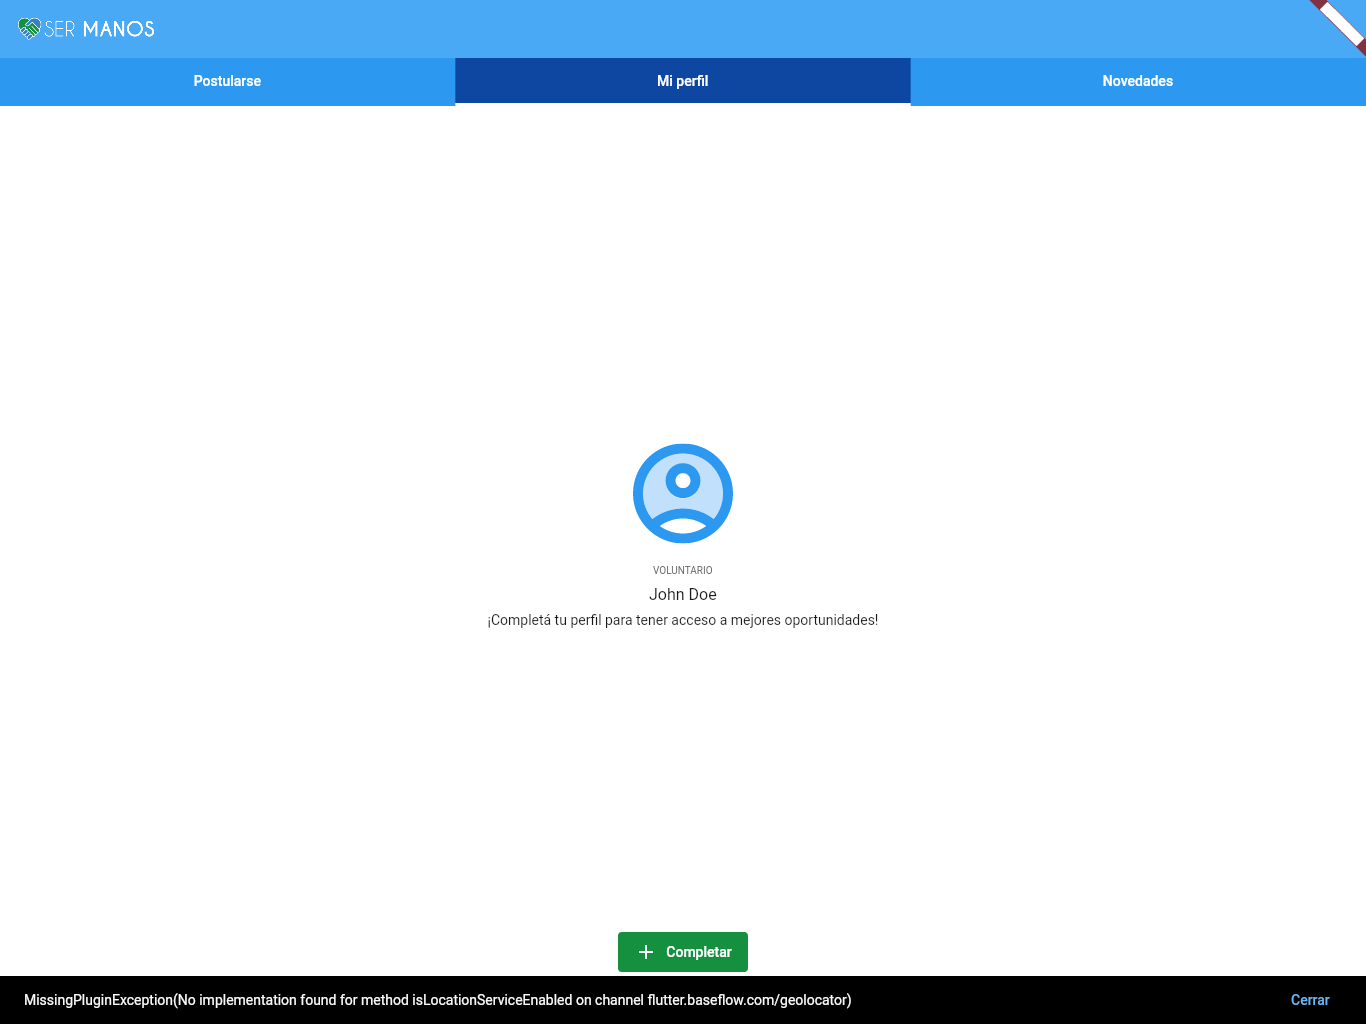 SER MANOS
Postularse
Mi perfil
Novedades
VOLUNTARIO
John Doe
¡Completá tu perfil para tener acceso a mejores oportunidades!
Completar
MissingPluginException(No implementation found for method isLocationServiceEnabled on channel flutter.baseflow.com/geolocator)
Cerrar